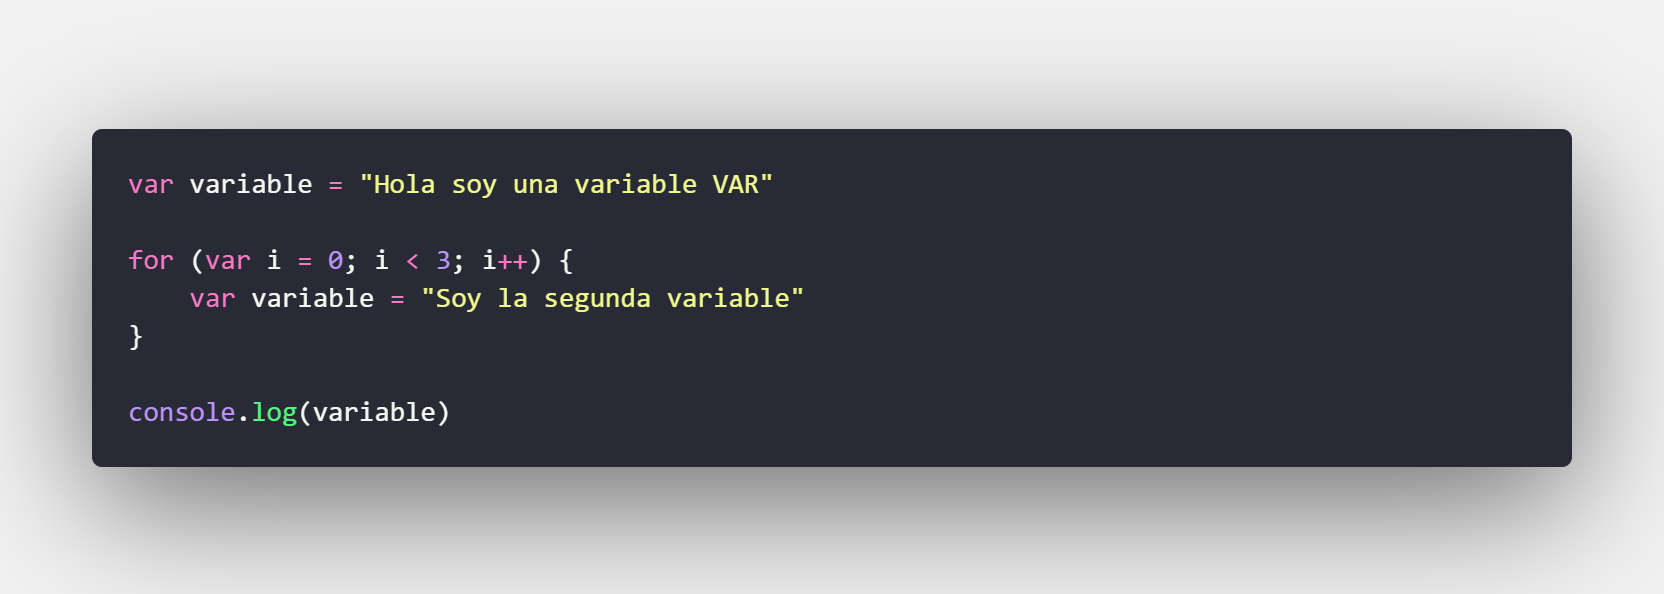 var variable = "Hola soy una variable VAR"
for (var i = 0; i < 3; i++) {
    var variable = "Soy la segunda variable"
}
console.log(variable)